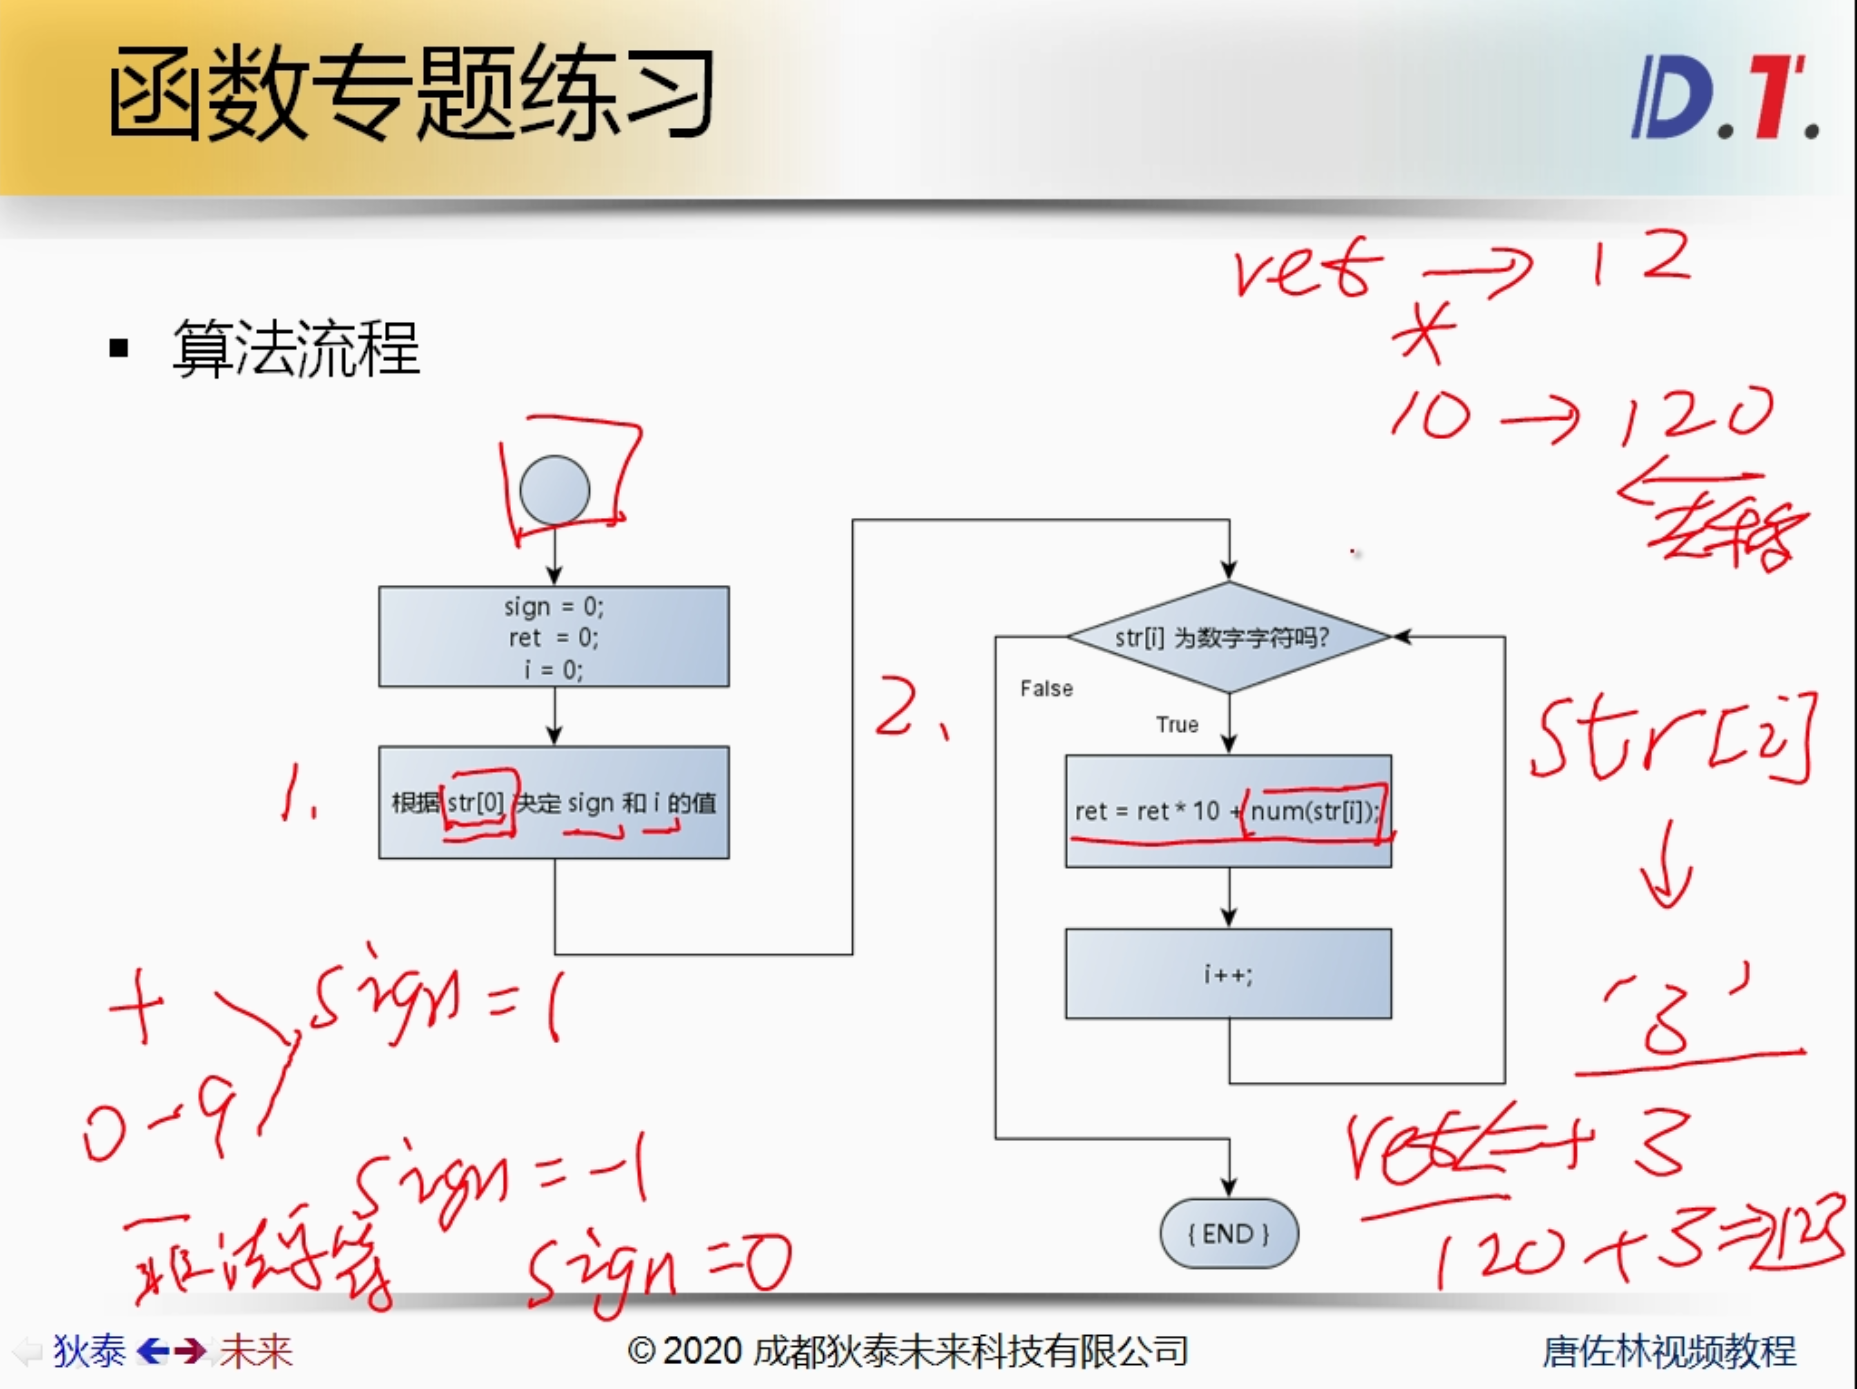 函数专题练习
D.T.
ret → 12
*
10 → 120
左移
算法流程
sign = 0;
ret = 0;
i = 0;
1.
根据 str[0] 决定 sign 和 i 的值
2、
str[i] 为数字字符吗?
False
True
ret = ret * 10 + num(str[i]);
i++;
{ END }
str[i]
↓
'3'
+ 3
120 + 3 => 123
+
0-9
sign = 1
- sign = -1
非法字符 sign = 0
狄泰 未来
© 2020 成都狄泰未来科技有限公司
唐佐林视频教程